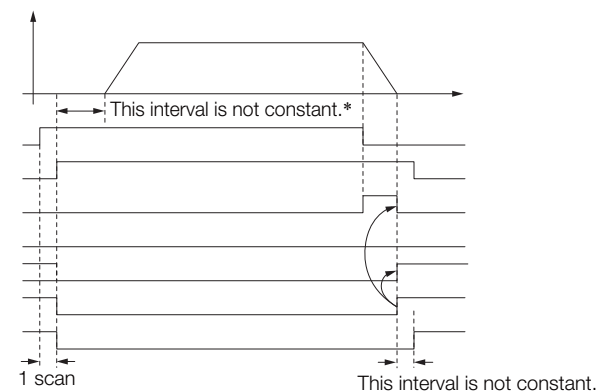 This interval is not constant.*
1 scan
This interval is not constant.